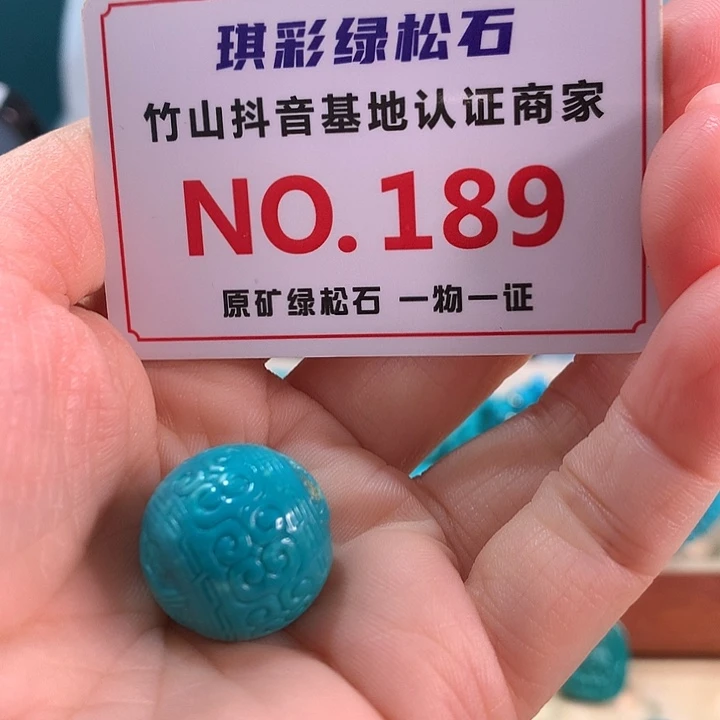 琪彩绿松石
竹山抖音基地认证商家
NO.189
原矿绿松石 一物一证